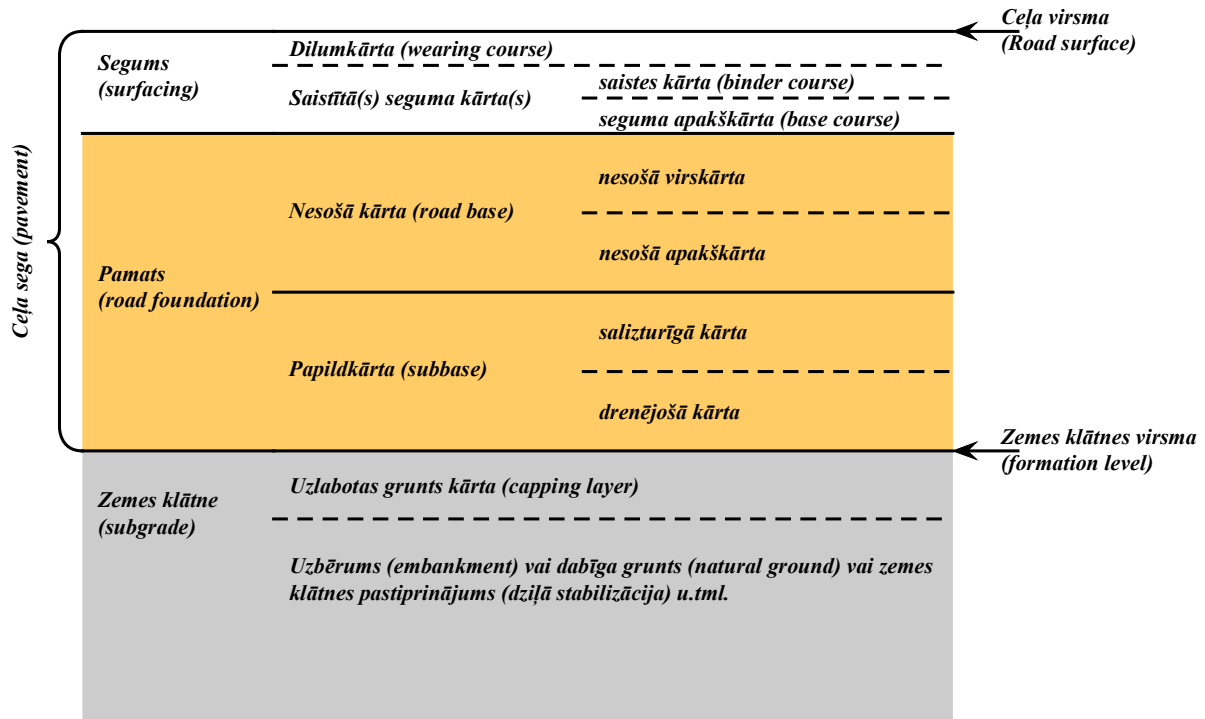 Ceļa virsma
(Road surface)
Dilumkārta (wearing course)
Segums
(surfacing)
Saistītā(s) seguma kārta(s)
saistes kārta (binder course)
seguma apakškārta (base course)
Ceļa sega (pavement)
Pamats
(road foundation)
Nesošā kārta (road base)
nesošā virskārta
nesošā apakškārta
Papildkārta (subbase)
salizturīgā kārta
drenējošā kārta
Zemes klātnes virsma
(formation level)
Zemes klātne
(subgrade)
Uzlabotas grunts kārta (capping layer)
Uzbērums (embankment) vai dabīga grunts (natural ground) vai zemes
klātnes pastiprinājums (dziļā stabilizācija) u.tml.